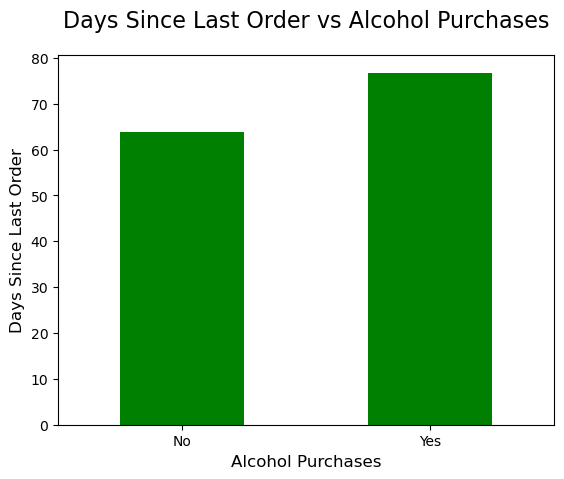 Days Since Last Order vs Alcohol Purchases
80
70
60
50
40
30
20
10
0
Days Since Last Order
No Yes
Alcohol Purchases